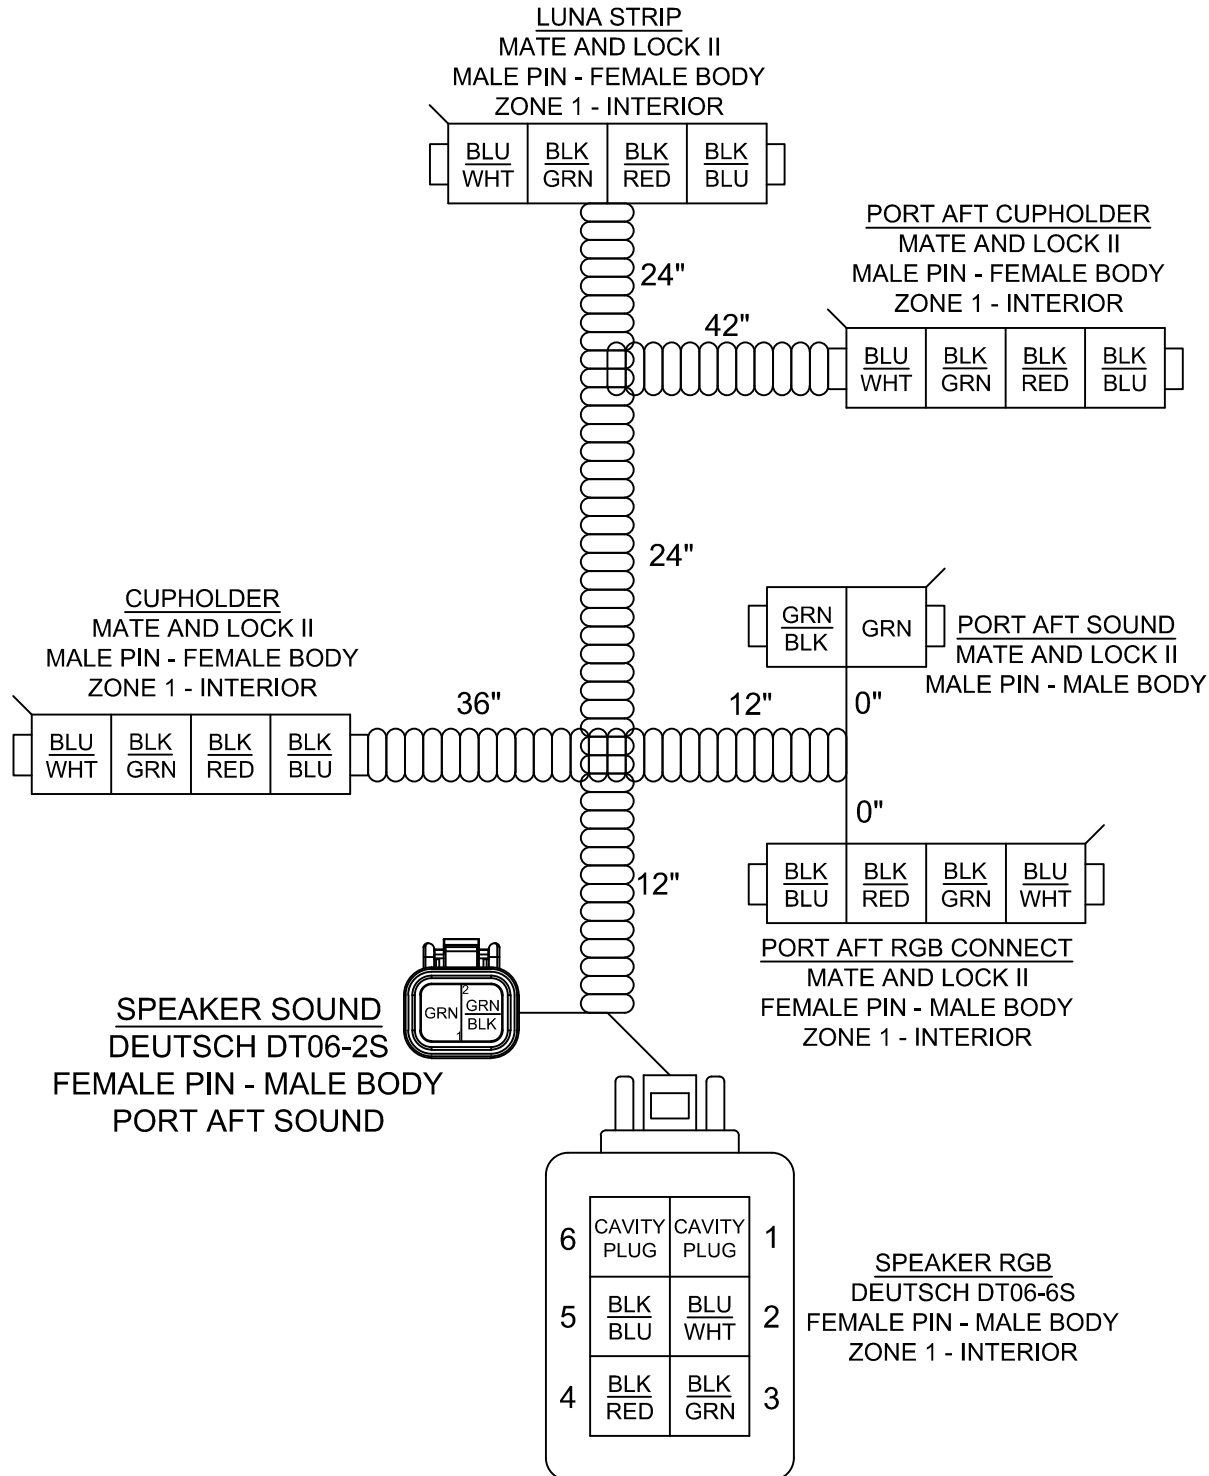 LUNA STRIP
MATE AND LOCK II
MALE PIN - FEMALE BODY
ZONE 1 - INTERIOR
BLU BLK BLK BLK
WHT GRN RED BLU
24"
PORT AFT CUPHOLDER
MATE AND LOCK II
MALE PIN - FEMALE BODY
ZONE 1 - INTERIOR
42"
BLU BLK BLK BLK
WHT GRN RED BLU
24"
CUPHOLDER
MATE AND LOCK II
MALE PIN - FEMALE BODY
ZONE 1 - INTERIOR
BLU BLK BLK BLK
WHT GRN RED BLU
36"
12"
GRN GRN
BLK
PORT AFT SOUND
MATE AND LOCK II
MALE PIN - MALE BODY
0"
0"
BLK BLK BLK BLU
BLU RED GRN WHT
PORT AFT RGB CONNECT
MATE AND LOCK II
FEMALE PIN - MALE BODY
ZONE 1 - INTERIOR
12"
2
GRN GRN
BLK
1
SPEAKER SOUND
DEUTSCH DT06-2S
FEMALE PIN - MALE BODY
PORT AFT SOUND
6 CAVITY CAVITY 1
PLUG PLUG
5 BLK BLU 2
BLU WHT
4 BLK BLK 3
RED GRN
SPEAKER RGB
DEUTSCH DT06-6S
FEMALE PIN - MALE BODY
ZONE 1 - INTERIOR